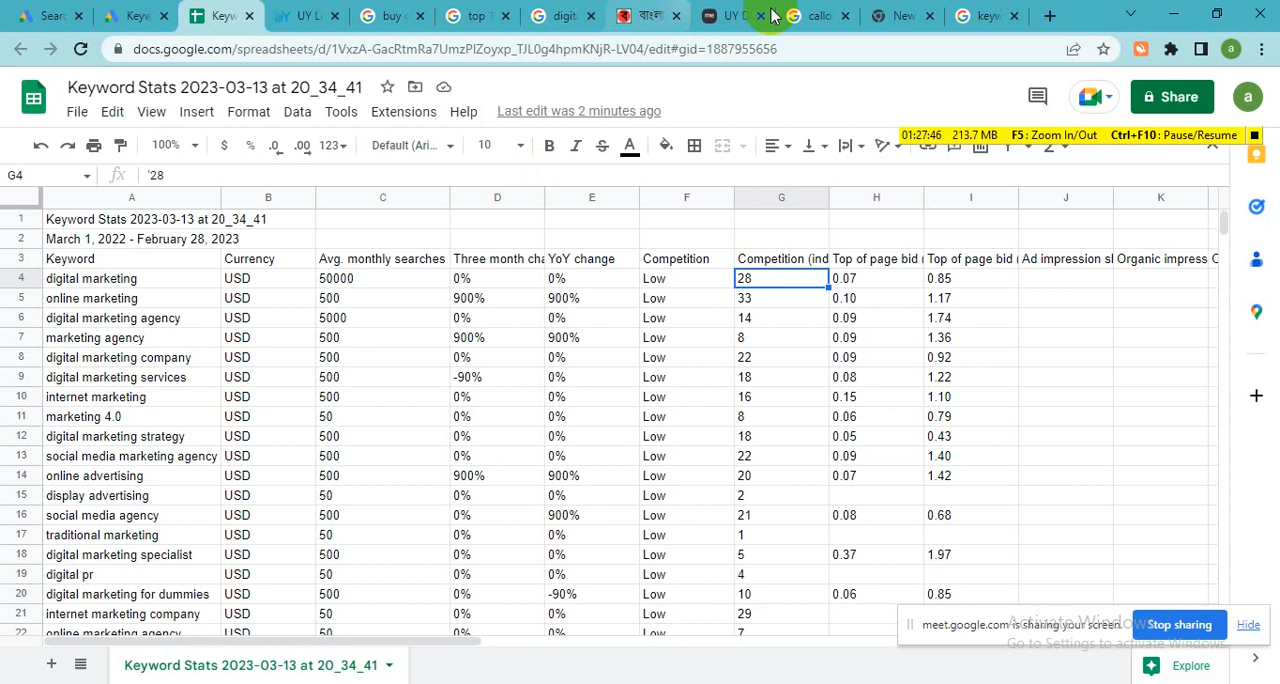 Searc Keyw Keyw UY L buy c top 1 digit বাংল UY D callo New keyw
docs.google.com/spreadsheets/d/1VxzA-GacRtmRa7UmzPIZoyxp_TJL0g4hpmKNjR-LV04/edit#gid=1887955656 a
Keyword Stats 2023-03-13 at 20_34_41
Share a
File Edit View Insert Format Data Tools Extensions Help Last edit was 2 minutes ago
01:27:46 213.7 MB F5: Zoom In/Out Ctrl+F10: Pause/Resume
100% $ % .0 .00 123 Default (Ari... 10 B I S A
G4 fx '28
A B C D E F G H I J K
1 Keyword Stats 2023-03-13 at 20_34_41
2 March 1, 2022 - February 28, 2023
3 Keyword Currency Avg. monthly searches Three month cha YoY change Competition Competition (ind Top of page bid ( Top of page bid ( Ad impression sl Organic impress C
4 digital marketing USD 50000 0% 0% Low 28 0.07 0.85
5 online marketing USD 500 900% 900% Low 33 0.10 1.17
6 digital marketing agency USD 5000 0% 0% Low 14 0.09 1.74
7 marketing agency USD 500 900% 900% Low 8 0.09 1.36
8 digital marketing company USD 500 0% 0% Low 22 0.09 0.92
9 digital marketing services USD 500 -90% 0% Low 18 0.08 1.22
10 internet marketing USD 500 0% 0% Low 16 0.15 1.10
11 marketing 4.0 USD 50 0% 0% Low 8 0.06 0.79
12 digital marketing strategy USD 500 0% 0% Low 18 0.05 0.43
13 social media marketing agency USD 500 0% 0% Low 22 0.09 1.40
14 online advertising USD 500 900% 900% Low 20 0.07 1.42
15 display advertising USD 50 0% 0% Low 2
16 social media agency USD 500 0% 900% Low 21 0.08 0.68
17 traditional marketing USD 50 0% 0% Low 1
18 digital marketing specialist USD 500 0% 0% Low 5 0.37 1.97
19 digital pr USD 50 0% 0% Low 4
20 digital marketing for dummies USD 500 0% -90% Low 10 0.06 0.85
21 internet marketing company USD 50 0% 0% Low 29
22 online marketing agency USD 500 0% 0% Low 7
meet.google.com is sharing your screen. Stop sharing Hide
Activate Windows
Go to Settings to activate Windows.
Keyword Stats 2023-03-13 at 20_34_41 Explore